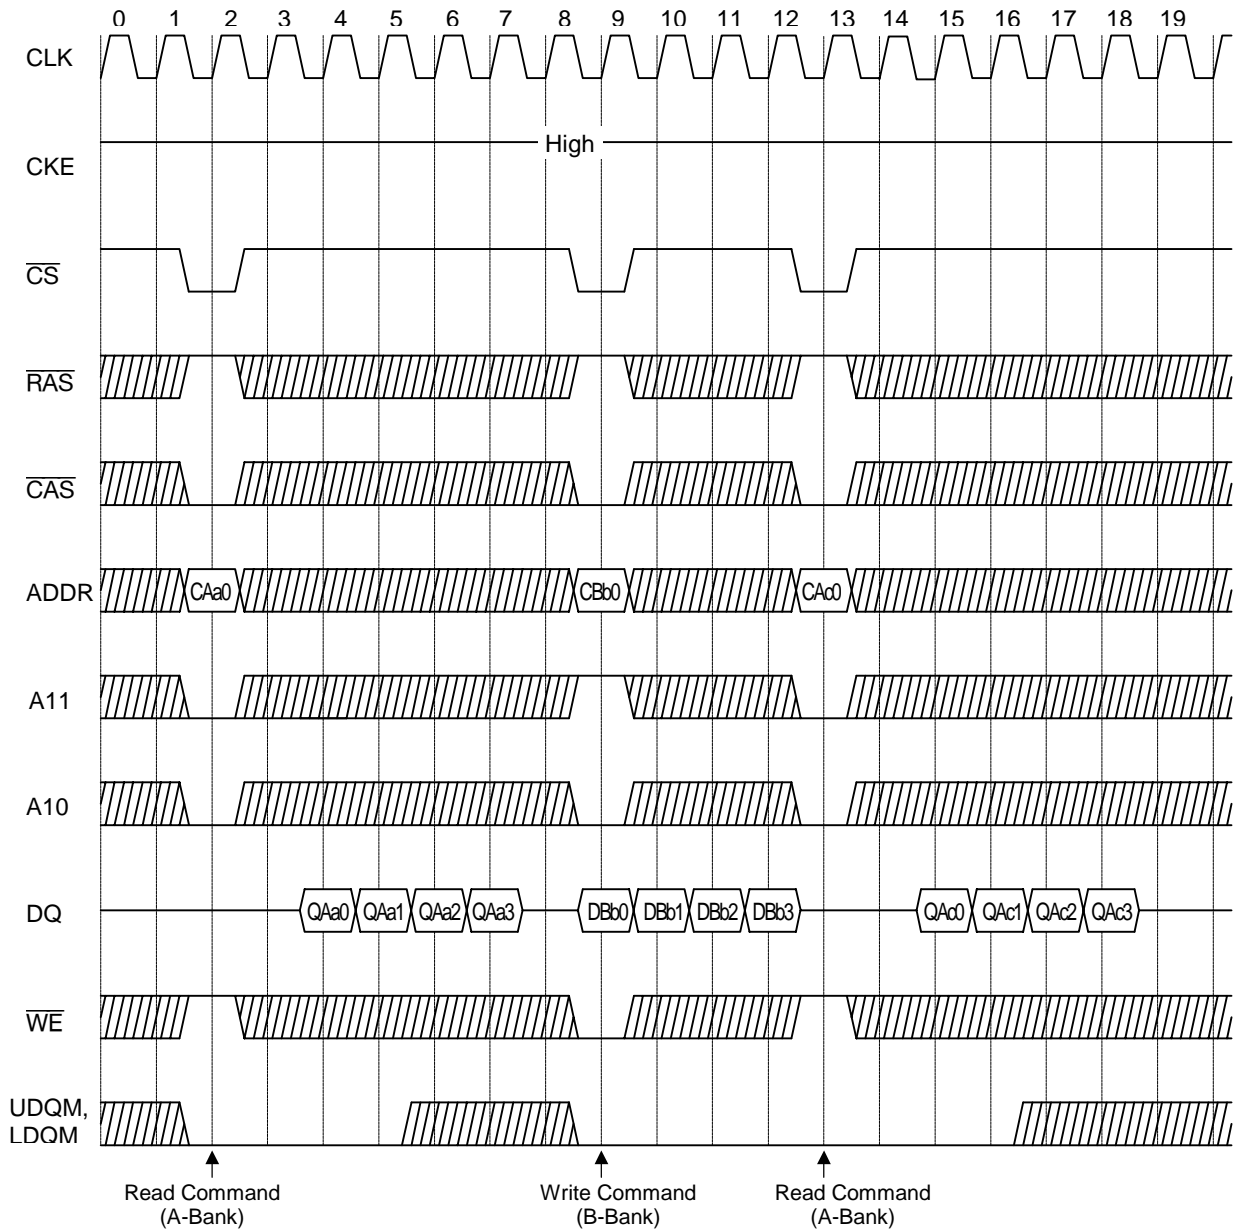 0 1 2 3 4 5 6 7 8 9 10 11 12 13 14 15 16 17 18 19
CLK
High
CKE
CS
RAS
CAS
ADDR CAa0 CBb0 CAc0
A11
A10
DQ QAa0 QAa1 QAa2 QAa3 DBb0 DBb1 DBb2 DBb3 QAc0 QAc1 QAc2 QAc3
WE
UDQM,
LDQM
Read Command Write Command Read Command
(A-Bank) (B-Bank) (A-Bank)